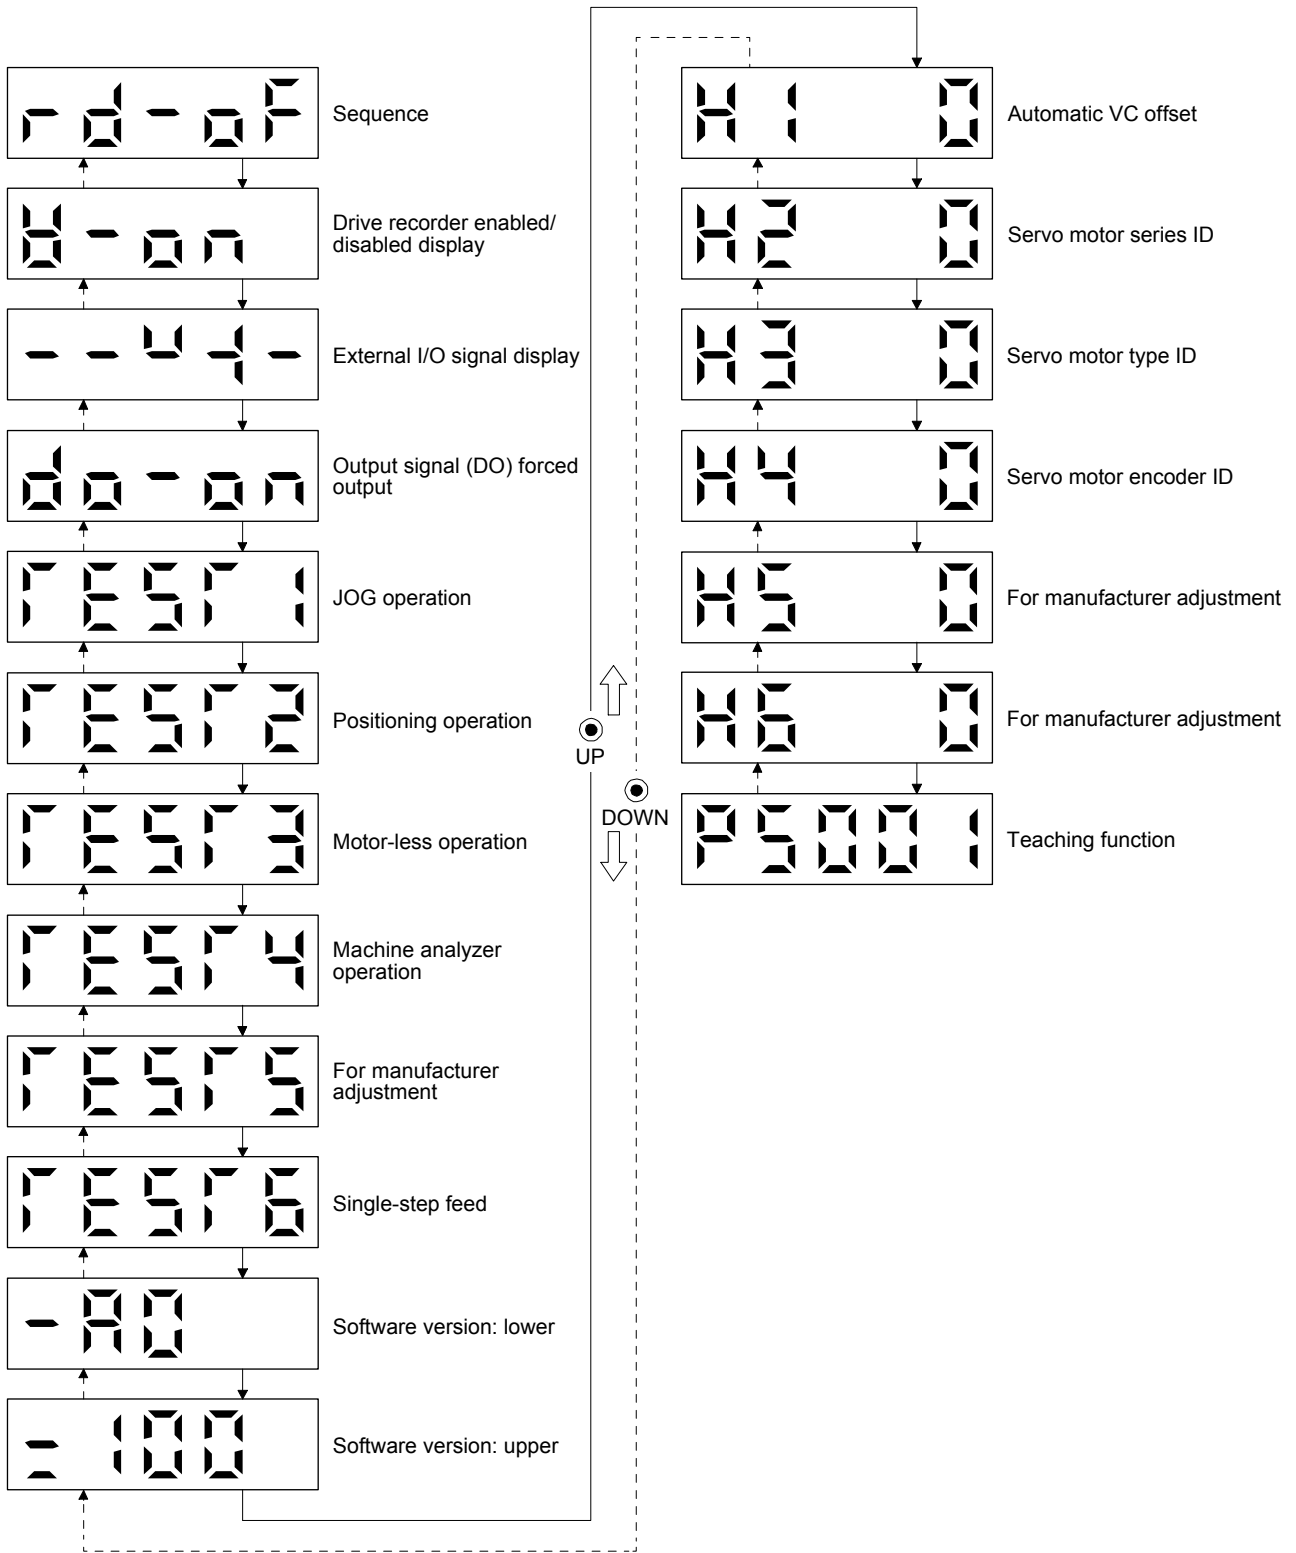 rd-oF
Sequence
b-on
Drive recorder enabled/
disabled display
External I/O signal display
do-on
Output signal (DO) forced
output
TEST1
JOG operation
TEST2
Positioning operation
TEST3
Motor-less operation
TEST4
Machine analyzer
operation
TEST5
For manufacturer
adjustment
TEST6
Single-step feed
-A0
Software version: lower
=100
Software version: upper
UP
DOWN
H1 0
Automatic VC offset
H2 0
Servo motor series ID
H3 0
Servo motor type ID
H4 0
Servo motor encoder ID
H5 0
For manufacturer adjustment
H6 0
For manufacturer adjustment
PS001
Teaching function